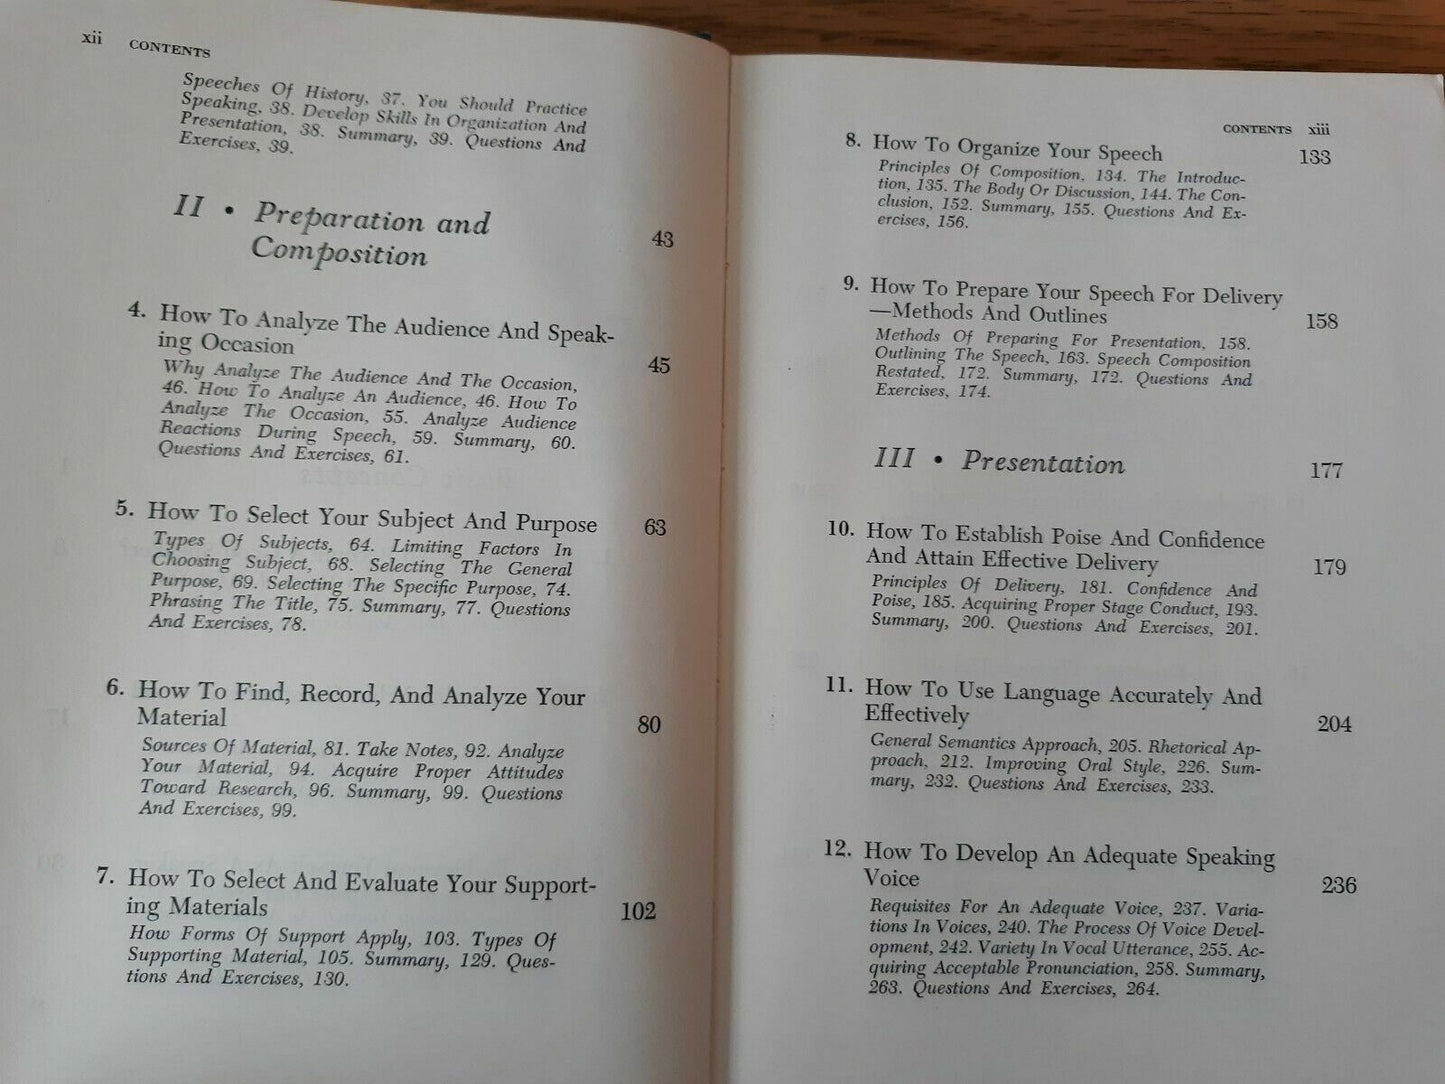 xii CONTENTS
Speeches Of History, 37. You Should Practice
Speaking, 38. Develop Skills In Organization And
Presentation, 38. Summary, 39. Questions And
Exercises, 39.
II • Preparation and
Composition 43
4. How To Analyze The Audience And Speak-
ing Occasion 45
Why Analyze The Audience And The Occasion,
46. How To Analyze An Audience, 46. How To
Analyze The Occasion, 55. Analyze Audience
Reactions During Speech, 59. Summary, 60.
Questions And Exercises, 61.
5. How To Select Your Subject And Purpose 63
Types Of Subjects, 64. Limiting Factors In
Choosing Subject, 68. Selecting The General
Purpose, 69. Selecting The Specific Purpose, 74.
Phrasing The Title, 75. Summary, 77. Questions
And Exercises, 78.
6. How To Find, Record, And Analyze Your
Material 80
Sources Of Material, 81. Take Notes, 92. Analyze
Your Material, 94. Acquire Proper Attitudes
Toward Research, 96. Summary, 99. Questions
And Exercises, 99.
7. How To Select And Evaluate Your Support-
ing Materials 102
How Forms Of Support Apply, 103. Types Of
Supporting Material, 105. Summary, 129. Ques-
tions And Exercises, 130.
CONTENTS xiii
8. How To Organize Your Speech 133
Principles Of Composition, 134. The Introduc-
tion, 135. The Body Or Discussion, 144. The Con-
clusion, 152. Summary, 155. Questions And Ex-
ercises, 156.
9. How To Prepare Your Speech For Delivery
—Methods And Outlines 158
Methods Of Preparing For Presentation, 158.
Outlining The Speech, 163. Speech Composition
Restated, 172. Summary, 172. Questions And
Exercises, 174.
III • Presentation 177
10. How To Establish Poise And Confidence
And Attain Effective Delivery 179
Principles Of Delivery, 181. Confidence And
Poise, 185. Acquiring Proper Stage Conduct, 193.
Summary, 200. Questions And Exercises, 201.
11. How To Use Language Accurately And
Effectively 204
General Semantics Approach, 205. Rhetorical Ap-
proach, 212. Improving Oral Style, 226. Sum-
mary, 232. Questions And Exercises, 233.
12. How To Develop An Adequate Speaking
Voice 236
Requisites For An Adequate Voice, 237. Varia-
tions In Voices, 240. The Process Of Voice Devel-
opment, 242. Variety In Vocal Utterance, 255. Ac-
quiring Acceptable Pronunciation, 258. Summary,
263. Questions And Exercises, 264.